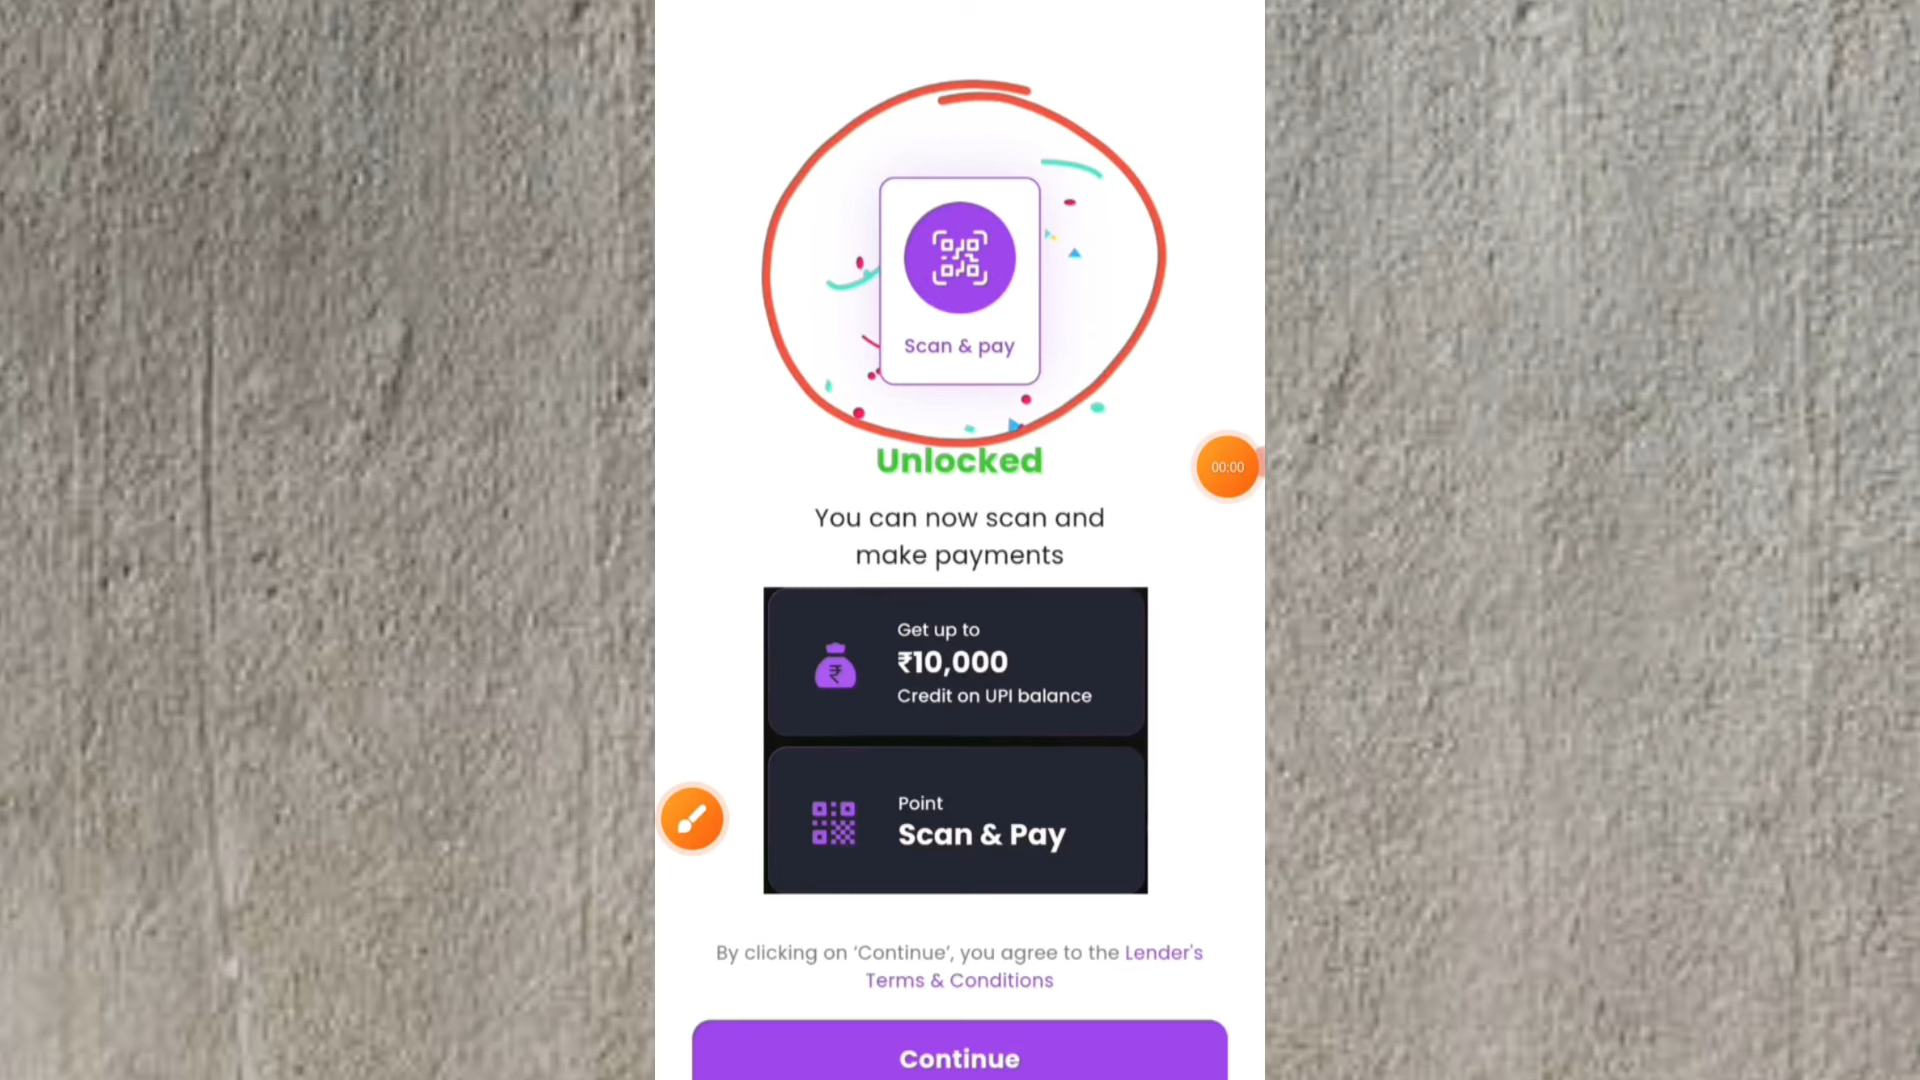 Scan & pay
Unlocked
You can now scan and
make payments
Get up to
₹10,000
Credit on UPI balance
Point
Scan & Pay
By clicking on ‘Continue’, you agree to the Lender's
Terms & Conditions
Continue
00:00